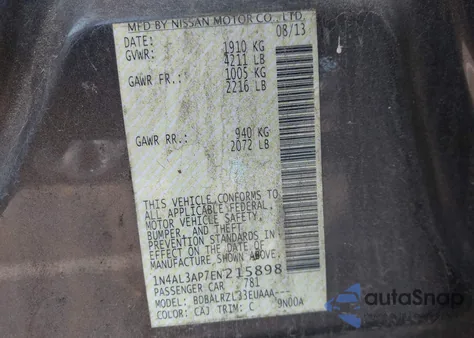 MFD BY NISSAN MOTOR CO., LTD.
DATE: 08/13
GVWR: 1910 KG
4211 LB
GAWR FR.: 1005 KG
2216 LB
GAWR RR.: 940 KG
2072 LB
THIS VEHICLE CONFORMS TO
ALL APPLICABLE FEDERAL
MOTOR VEHICLE SAFETY,
BUMPER, AND THEFT
PREVENTION STANDARDS IN
EFFECT ON THE DATE OF
MANUFACTURE SHOWN ABOVE.
1N4AL3AP7EN215898
PASSENGER CAR 781
MODEL: BDBALRZL33EUAAA----
COLOR: CAJ TRIM: C 9N00A
autoSnap